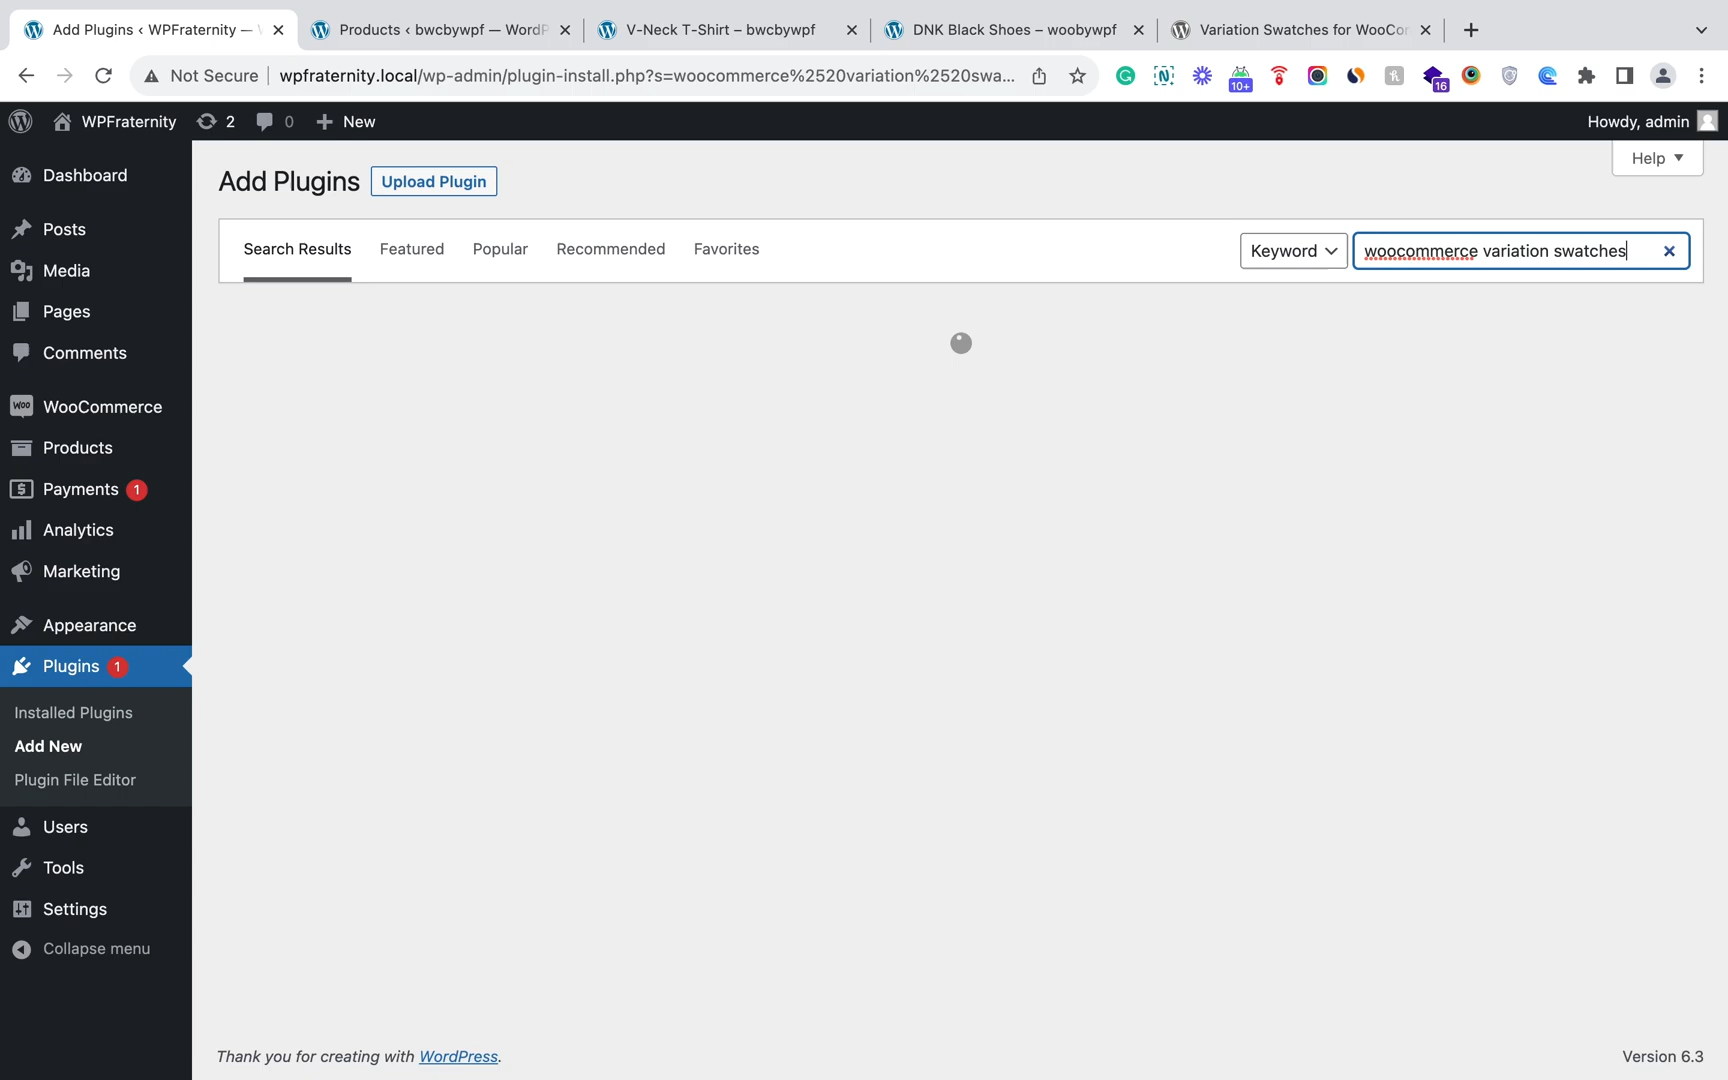 Add Plugins ‹ WPFraternity —
Products ‹ bwcbywpf — WordP
V-Neck T-Shirt – bwcbywpf
DNK Black Shoes – woobywpf
Variation Swatches for WooCor
Not Secure
wpfraternity.local/wp-admin/plugin-install.php?s=woocommerce%2520variation%2520swa...
10+
16
WPFraternity
2
0
New
Howdy, admin
Dashboard
Posts
Media
Pages
Comments
WOO
WooCommerce
Products
Payments 1
Analytics
Marketing
Appearance
Plugins 1
Installed Plugins
Add New
Plugin File Editor
Users
Tools
Settings
Collapse menu
Help
Add Plugins
Upload Plugin
Search Results
Featured
Popular
Recommended
Favorites
Keyword
woocommerce variation swatches
Thank you for creating with WordPress.
Version 6.3